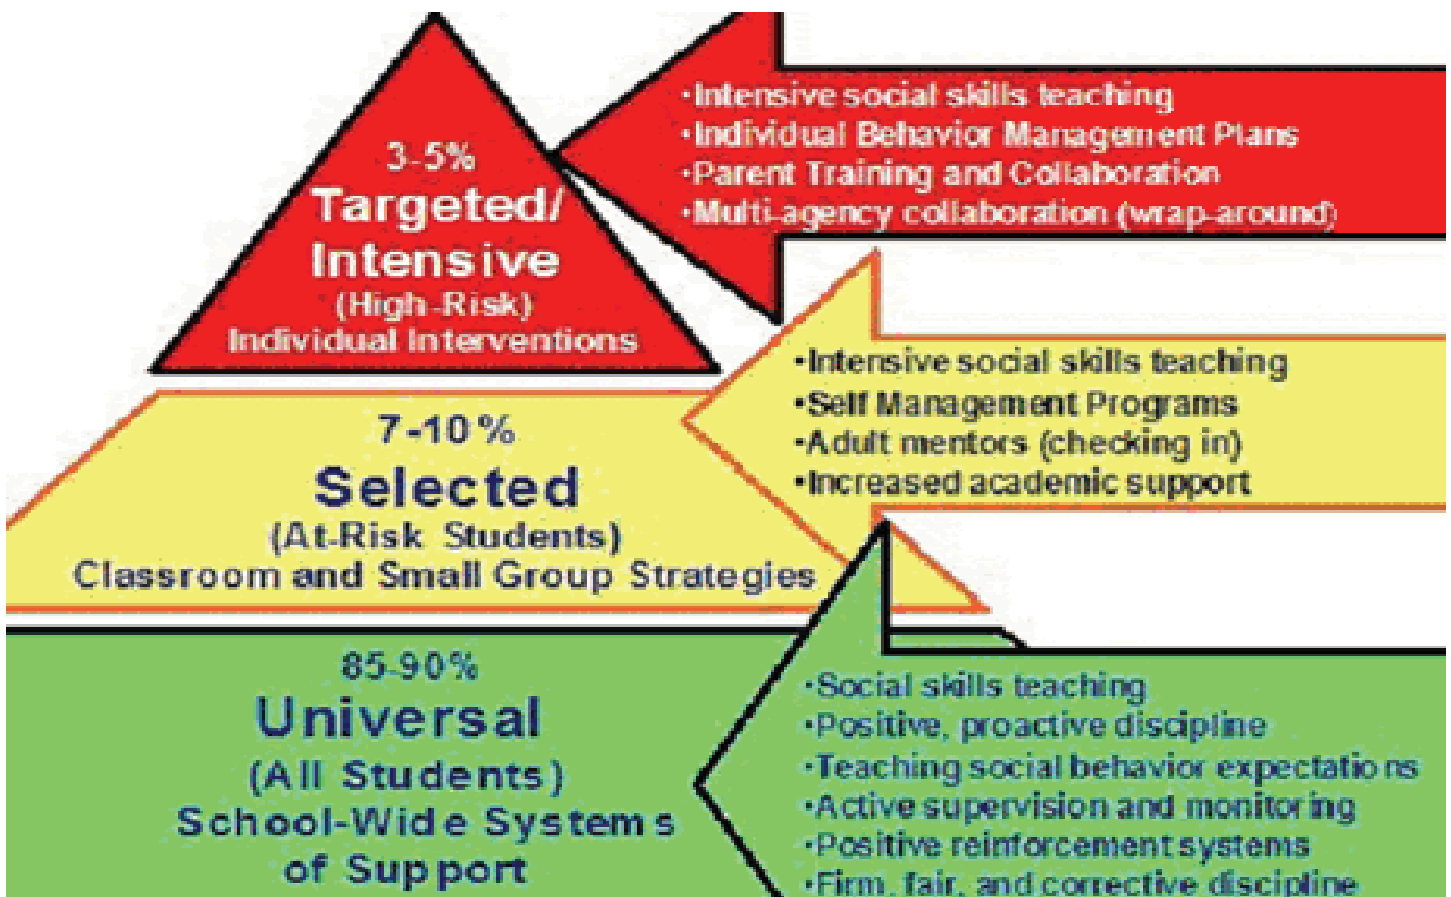 3-5%
Targeted/
Intensive
(High-Risk)
Individual Interventions
•Intensive social skills teaching
•Individual Behavior Management Plans
•Parent Training and Collaboration
•Multi-agency collaboration (wrap-around)
7-10%
Selected
(At-Risk Students)
Classroom and Small Group Strategies
•Intensive social skills teaching
•Self Management Programs
•Adult mentors (checking in)
•Increased academic support
85-90%
Universal
(All Students)
School-Wide Systems
of Support
•Social skills teaching
•Positive, proactive discipline
•Teaching social behavior expectations
•Active supervision and monitoring
•Positive reinforcement systems
•Firm, fair, and corrective discipline